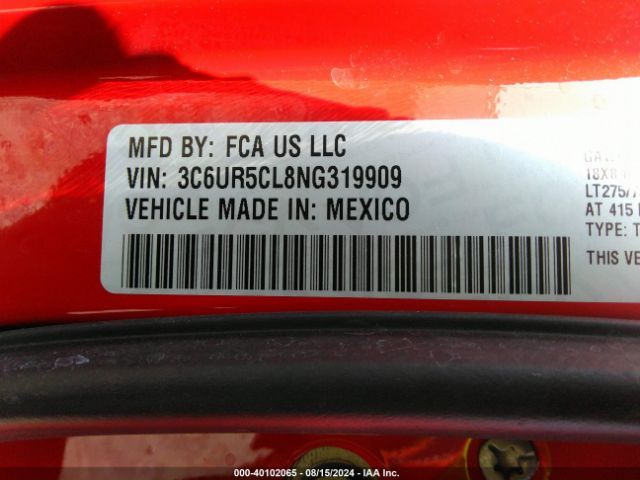 MFD BY: FCA US LLC
VIN: 3C6UR5CL8NG319909
VEHICLE MADE IN: MEXICO
18X8
LT275/
AT 415
TYPE: T
THIS VE
000-40102065 - 08/15/2024 - IAA Inc.